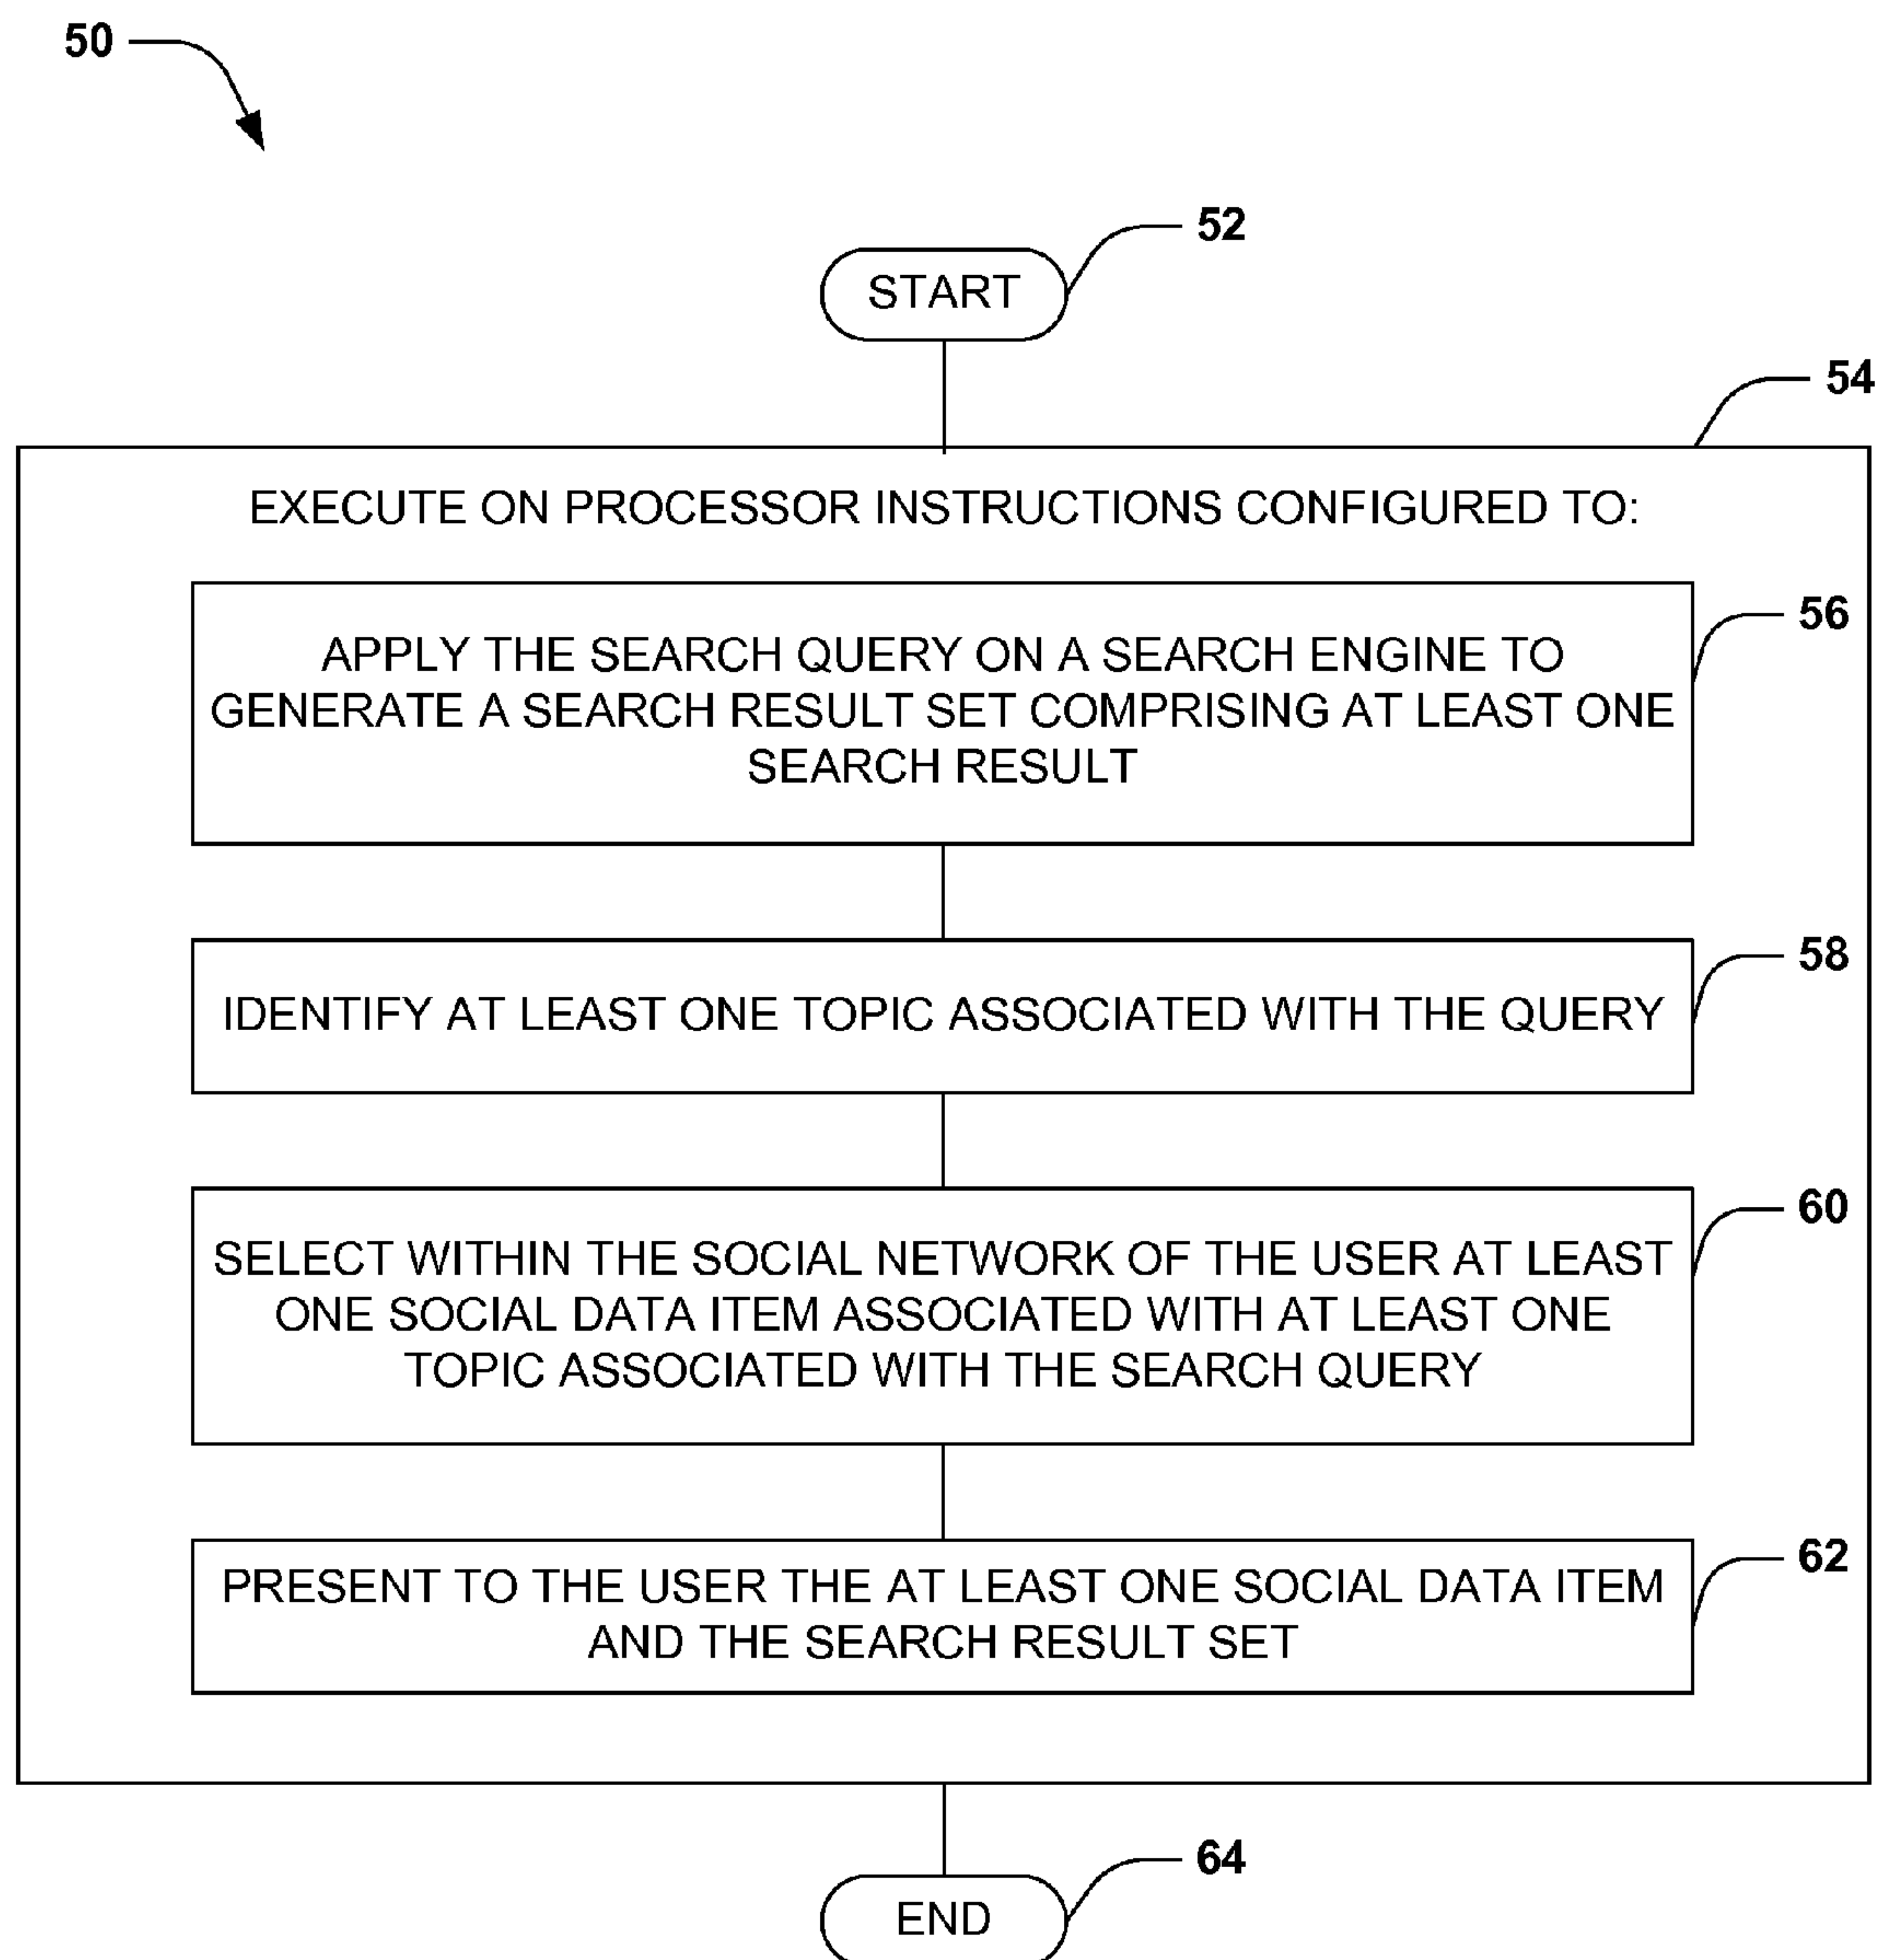 50
52
START
54
EXECUTE ON PROCESSOR INSTRUCTIONS CONFIGURED TO:
56
APPLY THE SEARCH QUERY ON A SEARCH ENGINE TO
GENERATE A SEARCH RESULT SET COMPRISING AT LEAST ONE
SEARCH RESULT
58
IDENTIFY AT LEAST ONE TOPIC ASSOCIATED WITH THE QUERY
60
SELECT WITHIN THE SOCIAL NETWORK OF THE USER AT LEAST
ONE SOCIAL DATA ITEM ASSOCIATED WITH AT LEAST ONE
TOPIC ASSOCIATED WITH THE SEARCH QUERY
62
PRESENT TO THE USER THE AT LEAST ONE SOCIAL DATA ITEM
AND THE SEARCH RESULT SET
64
END